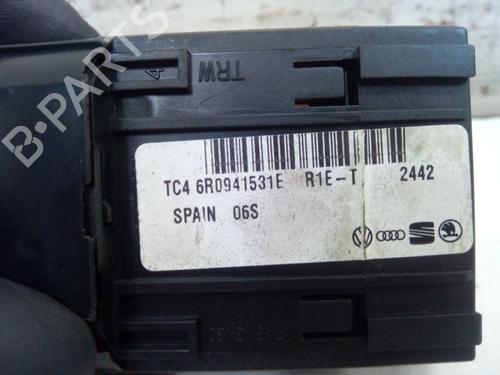 B-PARTS
TRW
TC4 6R0941531E R1E-T 2442
SPAIN 06S